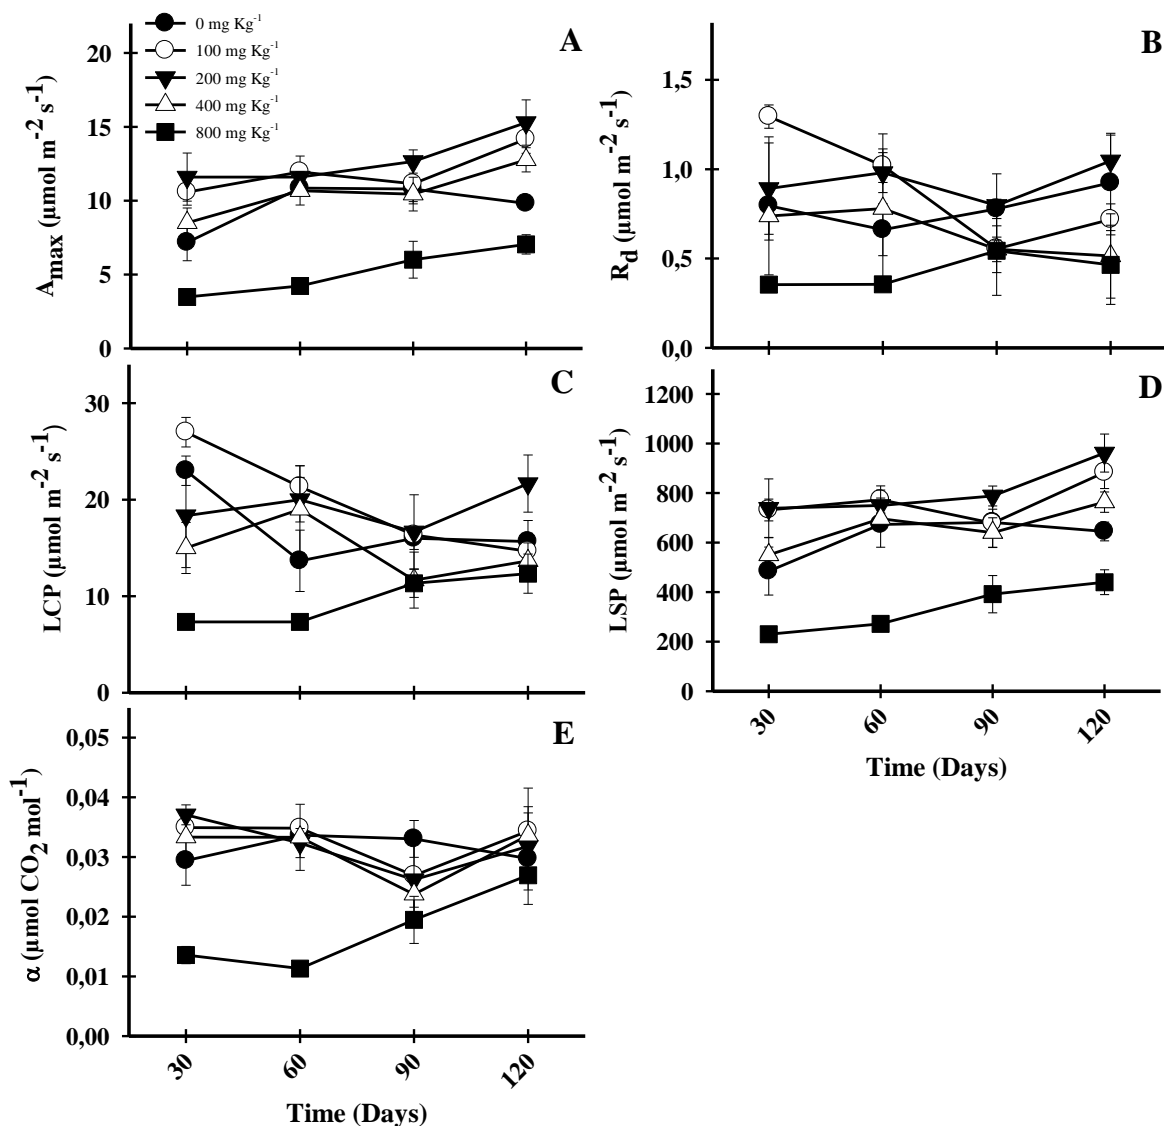 0 mg Kg-1
100 mg Kg-1
200 mg Kg-1
400 mg Kg-1
800 mg Kg-1
A
20
15
10
5
0
Amax (µmol m-2 s-1)
B
1,5
1,0
0,5
0,0
Rd (µmol m-2 s-1)
C
30
20
10
0
LCP (µmol m-2 s-1)
D
1200
1000
800
600
400
200
0
LSP (µmol m-2 s-1)
30 60 90 120
Time (Days)
E
0,05
0,04
0,03
0,02
0,01
0,00
α (µmol CO2 mol-1)
30 60 90 120
Time (Days)